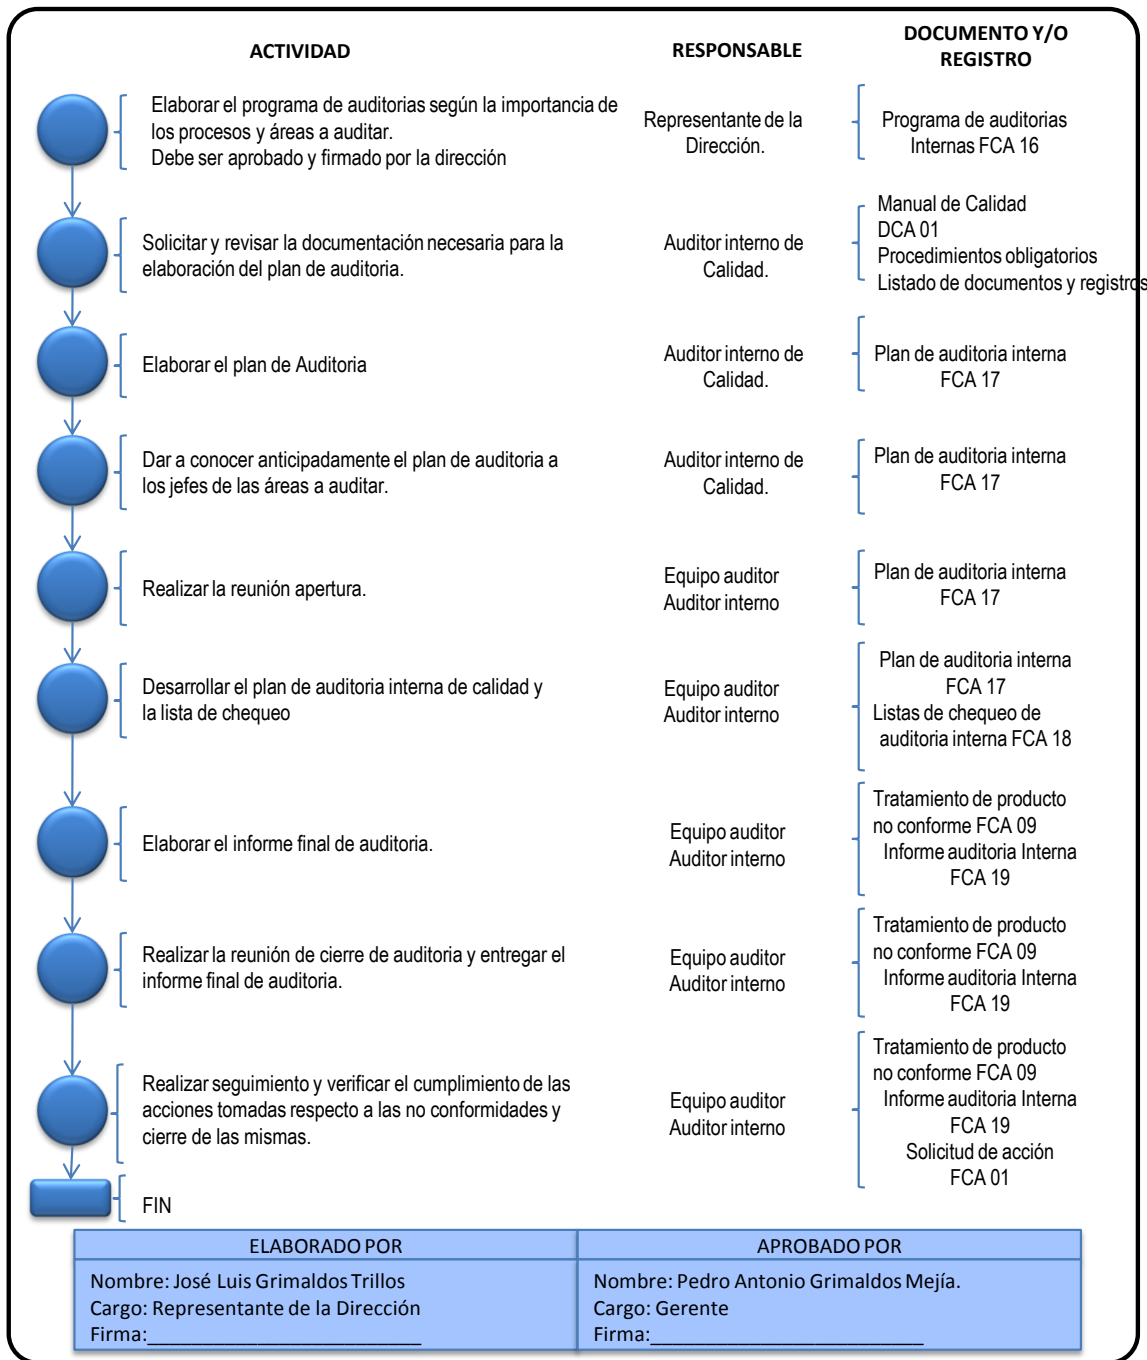 ACTIVIDAD
RESPONSABLE
DOCUMENTO Y/O
REGISTRO
Elaborar el programa de auditorias según la importancia de
los procesos y áreas a auditar.
Debe ser aprobado y firmado por la dirección
Representante de la
Dirección.
Programa de auditorias
Internas FCA 16
Solicitar y revisar la documentación necesaria para la
elaboración del plan de auditoria.
Auditor interno de
Calidad.
Manual de Calidad
DCA 01
Procedimientos obligatorios
Listado de documentos y registros
Elaborar el plan de Auditoria
Auditor interno de
Calidad.
Plan de auditoria interna
FCA 17
Dar a conocer anticipadamente el plan de auditoria a
los jefes de las áreas a auditar.
Auditor interno de
Calidad.
Plan de auditoria interna
FCA 17
Realizar la reunión apertura.
Equipo auditor
Auditor interno
Plan de auditoria interna
FCA 17
Desarrollar el plan de auditoria interna de calidad y
la lista de chequeo
Equipo auditor
Auditor interno
Plan de auditoria interna
FCA 17
Listas de chequeo de
auditoria interna FCA 18
Elaborar el informe final de auditoria.
Equipo auditor
Auditor interno
Tratamiento de producto
no conforme FCA 09
Informe auditoria Interna
FCA 19
Realizar la reunión de cierre de auditoria y entregar el
informe final de auditoria.
Equipo auditor
Auditor interno
Tratamiento de producto
no conforme FCA 09
Informe auditoria Interna
FCA 19
Realizar seguimiento y verificar el cumplimiento de las
acciones tomadas respecto a las no conformidades y
cierre de las mismas.
Equipo auditor
Auditor interno
Tratamiento de producto
no conforme FCA 09
Informe auditoria Interna
FCA 19
Solicitud de acción
FCA 01
FIN
ELABORADO POR
Nombre: José Luis Grimaldos Trillos
Cargo: Representante de la Dirección
Firma:__________________________
APROBADO POR
Nombre: Pedro Antonio Grimaldos Mejía.
Cargo: Gerente
Firma:__________________________